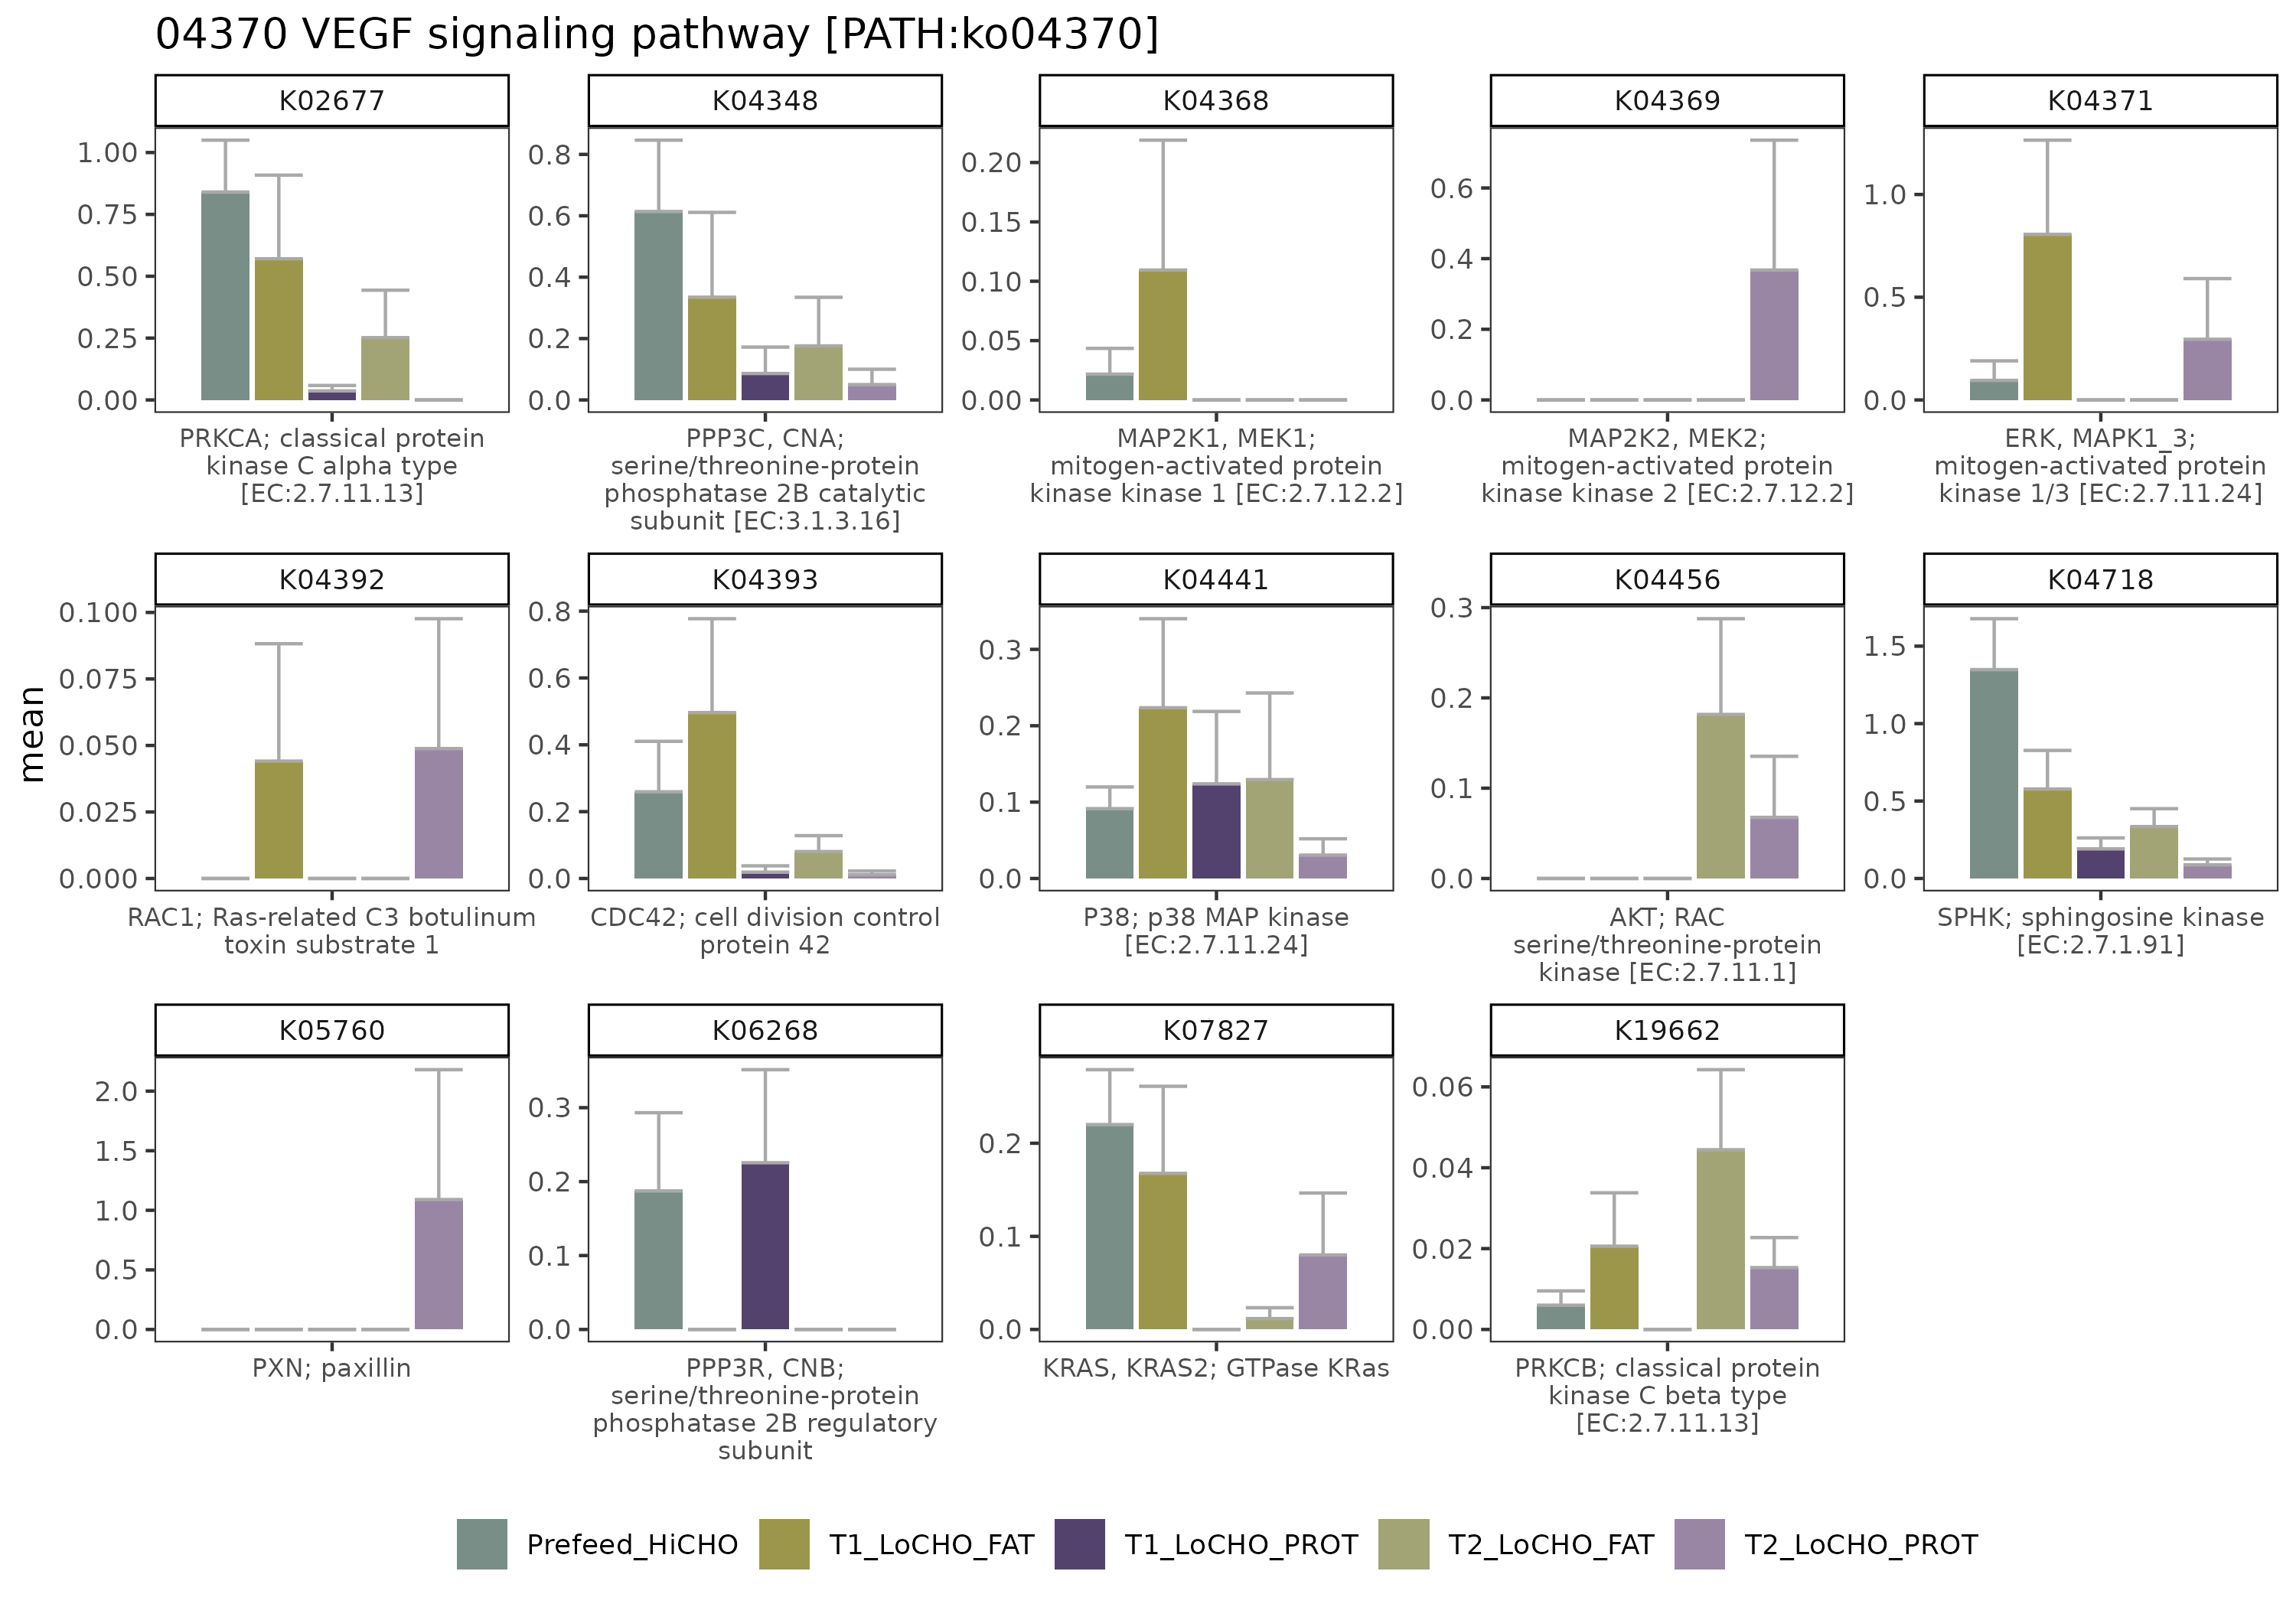 04370 VEGF signaling pathway [PATH:ko04370]
K02677
K04348
K04368
K04369
K04371
1.00
0.75
0.50
0.25
0.00
0.8
0.6
0.4
0.2
0.0
0.20
0.15
0.10
0.05
0.00
0.6
0.4
0.2
0.0
1.0
0.5
0.0
PRKCA; classical protein
kinase C alpha type
[EC:2.7.11.13]
PPP3C, CNA;
serine/threonine-protein
phosphatase 2B catalytic
subunit [EC:3.1.3.16]
MAP2K1, MEK1;
mitogen-activated protein
kinase kinase 1 [EC:2.7.12.2]
MAP2K2, MEK2;
mitogen-activated protein
kinase kinase 2 [EC:2.7.12.2]
ERK, MAPK1_3;
mitogen-activated protein
kinase 1/3 [EC:2.7.11.24]
mean
K04392
K04393
K04441
K04456
K04718
0.100
0.075
0.050
0.025
0.000
0.8
0.6
0.4
0.2
0.0
0.3
0.2
0.1
0.0
0.3
0.2
0.1
0.0
1.5
1.0
0.5
0.0
RAC1; Ras-related C3 botulinum
toxin substrate 1
CDC42; cell division control
protein 42
P38; p38 MAP kinase
[EC:2.7.11.24]
AKT; RAC
serine/threonine-protein
kinase [EC:2.7.11.1]
SPHK; sphingosine kinase
[EC:2.7.1.91]
K05760
K06268
K07827
K19662
2.0
1.5
1.0
0.5
0.0
0.3
0.2
0.1
0.0
0.2
0.1
0.0
0.06
0.04
0.02
0.00
PXN; paxillin
PPP3R, CNB;
serine/threonine-protein
phosphatase 2B regulatory
subunit
KRAS, KRAS2; GTPase KRas
PRKCB; classical protein
kinase C beta type
[EC:2.7.11.13]
Prefeed_HiCHO
T1_LoCHO_FAT
T1_LoCHO_PROT
T2_LoCHO_FAT
T2_LoCHO_PROT